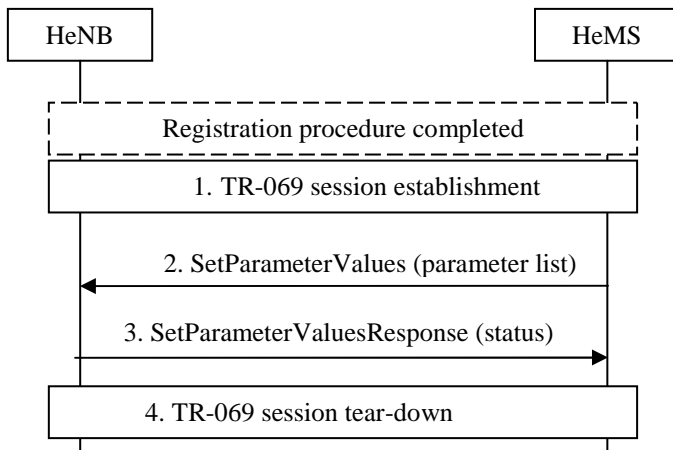 HeNB
HeMS
Registration procedure completed
1. TR-069 session establishment
2. SetParameterValues (parameter list)
3. SetParameterValuesResponse (status)
4. TR-069 session tear-down